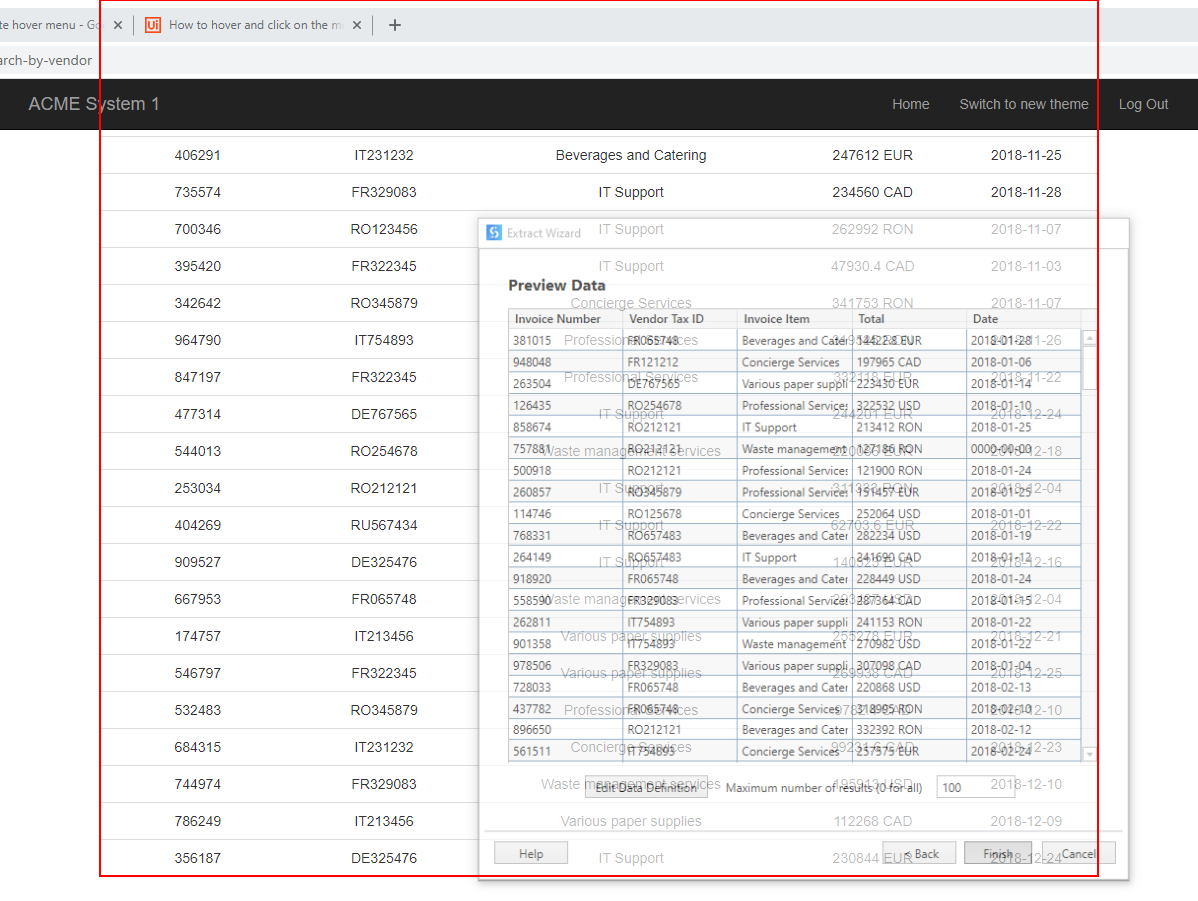 te hover menu - Go
How to hover and click on the m
arch-by-vendor
ACME System 1 Home Switch to new theme Log Out
406291 IT231232 Beverages and Catering 247612 EUR 2018-11-25
735574 FR329083 IT Support 234560 CAD 2018-11-28
700346 RO123456 IT Support 262992 RON 2018-11-07
395420 FR322345 IT Support 47930.4 CAD 2018-11-03
342642 RO345879 Concierge Services 341753 RON 2018-11-07
964790 IT754893 Professional Services 2018-11-26
847197 FR322345 Professional Services 332118 EUR 2018-11-22
477314 DE767565 IT Support 244201 EUR 2018-12-24
544013 RO254678 Waste management services 2018-12-18
253034 RO212121 IT Support 2018-12-04
404269 RU567434 IT Support 62703.6 EUR 2018-12-22
909527 DE325476 IT Support 2018-12-16
667953 FR065748 Waste management services 2018-12-04
174757 IT213456 Various paper supplies 255278 EUR 2018-12-21
546797 FR322345 Various paper supplies 269938 CAD 2018-12-25
532483 RO345879 Professional Services 2018-12-10
684315 IT231232 Concierge Services 99231.6 CAD 2018-12-23
744974 FR329083 Waste management services 195913 USD 2018-12-10
786249 IT213456 Various paper supplies 112268 CAD 2018-12-09
356187 DE325476 IT Support 230844 EUR 2018-12-24
Extract Wizard
Preview Data
Invoice Number Vendor Tax ID Invoice Item Total Date
381015 FR065748 Beverages and Cater EUR 2018-01-28
948048 FR121212 Concierge Services 197965 CAD 2018-01-06
263504 DE767565 Various paper suppli 223430 EUR 2018-01-14
126435 RO254678 Professional Services 322532 USD 2018-01-10
858674 RO212121 IT Support 213412 RON 2018-01-25
757881 RO212121 Waste management 127186 RON 0000-00-00
500918 RO212121 Professional Services 121900 RON 2018-01-24
260857 RO345879 Professional Services 151457 EUR 2018-01-25
114746 RO125678 Concierge Services 252064 USD 2018-01-01
768331 RO657483 Beverages and Cater 282234 USD 2018-01-19
264149 RO657483 IT Support 241690 CAD 2018-01-12
918920 FR065748 Beverages and Cater 228449 USD 2018-01-24
558590 FR329083 Professional Services 287364 CAD 2018-01-15
262811 IT754893 Various paper suppli 241153 RON 2018-01-22
901358 IT754893 Waste management 270982 USD 2018-01-22
978506 FR329083 Various paper suppli 307098 CAD 2018-01-04
728033 FR065748 Beverages and Cater 220868 USD 2018-02-13
437782 FR065748 Concierge Services 318995 RON 2018-02-10
896650 RO212121 Beverages and Cater 332392 RON 2018-02-12
561511 IT754893 Concierge Services 257575 EUR 2018-02-24
Edit Data Definition Maximum number of results (0 for all) 100
Help < Back Finish Cancel